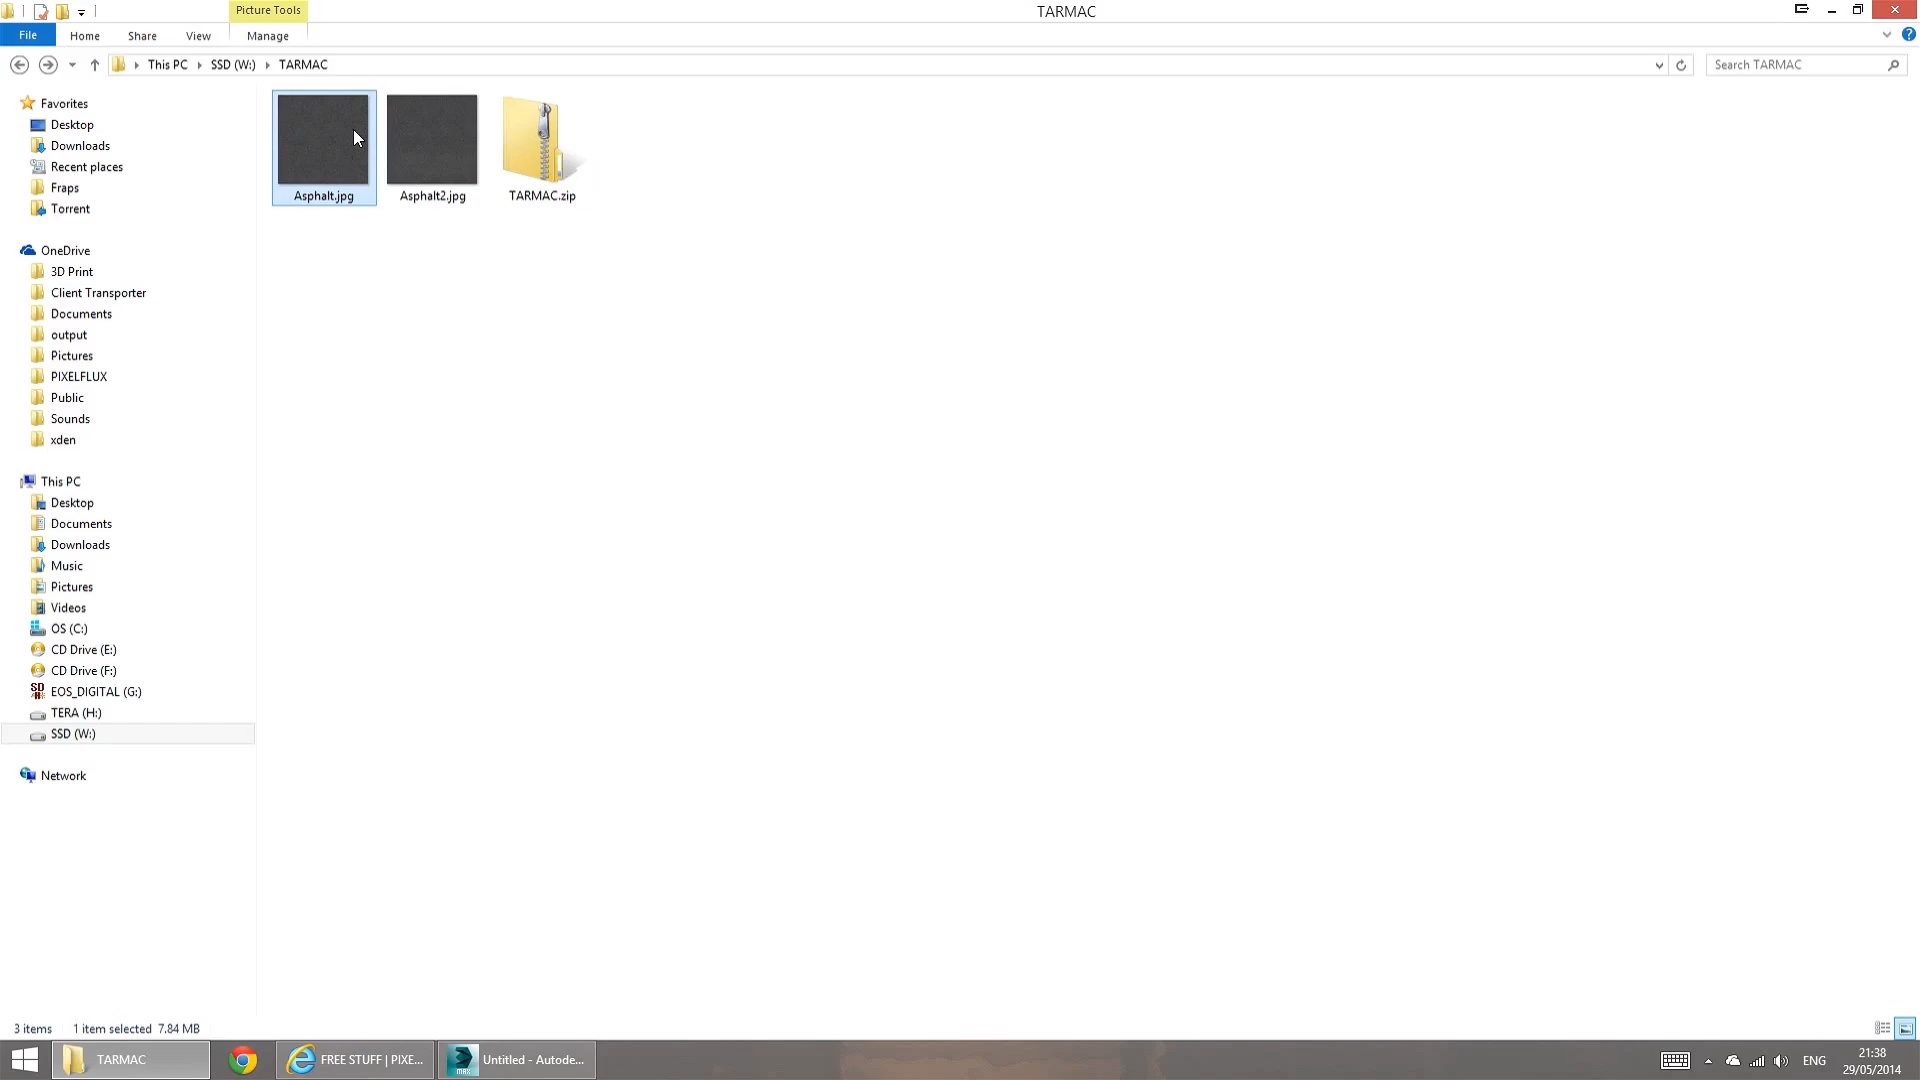 Picture Tools
TARMAC
File
Home
Share
View
Manage
This PC
SSD (W:)
TARMAC
Search TARMAC
Favorites
Desktop
Downloads
Recent places
Fraps
Torrent
OneDrive
3D Print
Client Transporter
Documents
output
Pictures
PIXELFLUX
Public
Sounds
xden
This PC
Desktop
Documents
Downloads
Music
Pictures
Videos
OS (C:)
CD Drive (E:)
CD Drive (F:)
EOS_DIGITAL (G:)
TERA (H:)
SSD (W:)
Network
Asphalt.jpg
Asphalt2.jpg
TARMAC.zip
3 items
1 item selected 7.84 MB
TARMAC
FREE STUFF | PIXE...
Untitled - Autode...
ENG
21:38
29/05/2014